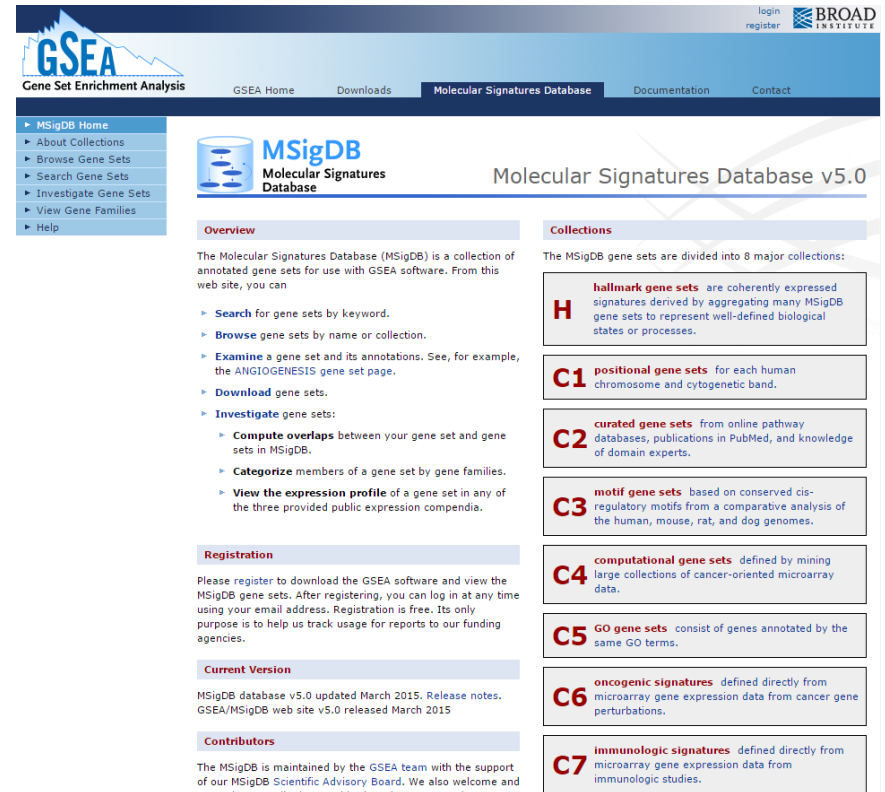 login
register
BROAD
INSTITUTE
GSEA
Gene Set Enrichment Analysis
GSEA Home
Downloads
Molecular Signatures Database
Documentation
Contact
MSigDB Home
About Collections
Browse Gene Sets
Search Gene Sets
Investigate Gene Sets
View Gene Families
Help
MSigDB
Molecular Signatures
Database
Molecular Signatures Database v5.0
Overview
The Molecular Signatures Database (MSigDB) is a collection of
annotated gene sets for use with GSEA software. From this
web site, you can
Search for gene sets by keyword.
Browse gene sets by name or collection.
Examine a gene set and its annotations. See, for example,
the ANGIOGENESIS gene set page.
Download gene sets.
Investigate gene sets:
Compute overlaps between your gene set and gene
sets in MSigDB.
Categorize members of a gene set by gene families.
View the expression profile of a gene set in any of
the three provided public expression compendia.
Registration
Please register to download the GSEA software and view the
MSigDB gene sets. After registering, you can log in at any time
using your email address. Registration is free. Its only
purpose is to help us track usage for reports to our funding
agencies.
Current Version
MSigDB database v5.0 updated March 2015. Release notes.
GSEA/MSigDB web site v5.0 released March 2015
Contributors
The MSigDB is maintained by the GSEA team with the support
of our MSigDB Scientific Advisory Board. We also welcome and
Collections
The MSigDB gene sets are divided into 8 major collections:
H
hallmark gene sets are coherently expressed
signatures derived by aggregating many MSigDB
gene sets to represent well-defined biological
states or processes.
C1
positional gene sets for each human
chromosome and cytogenetic band.
C2
curated gene sets from online pathway
databases, publications in PubMed, and knowledge
of domain experts.
C3
motif gene sets based on conserved cis-
regulatory motifs from a comparative analysis of
the human, mouse, rat, and dog genomes.
C4
computational gene sets defined by mining
large collections of cancer-oriented microarray
data.
C5
GO gene sets consist of genes annotated by the
same GO terms.
C6
oncogenic signatures defined directly from
microarray gene expression data from cancer gene
perturbations.
C7
immunologic signatures defined directly from
microarray gene expression data from
immunologic studies.